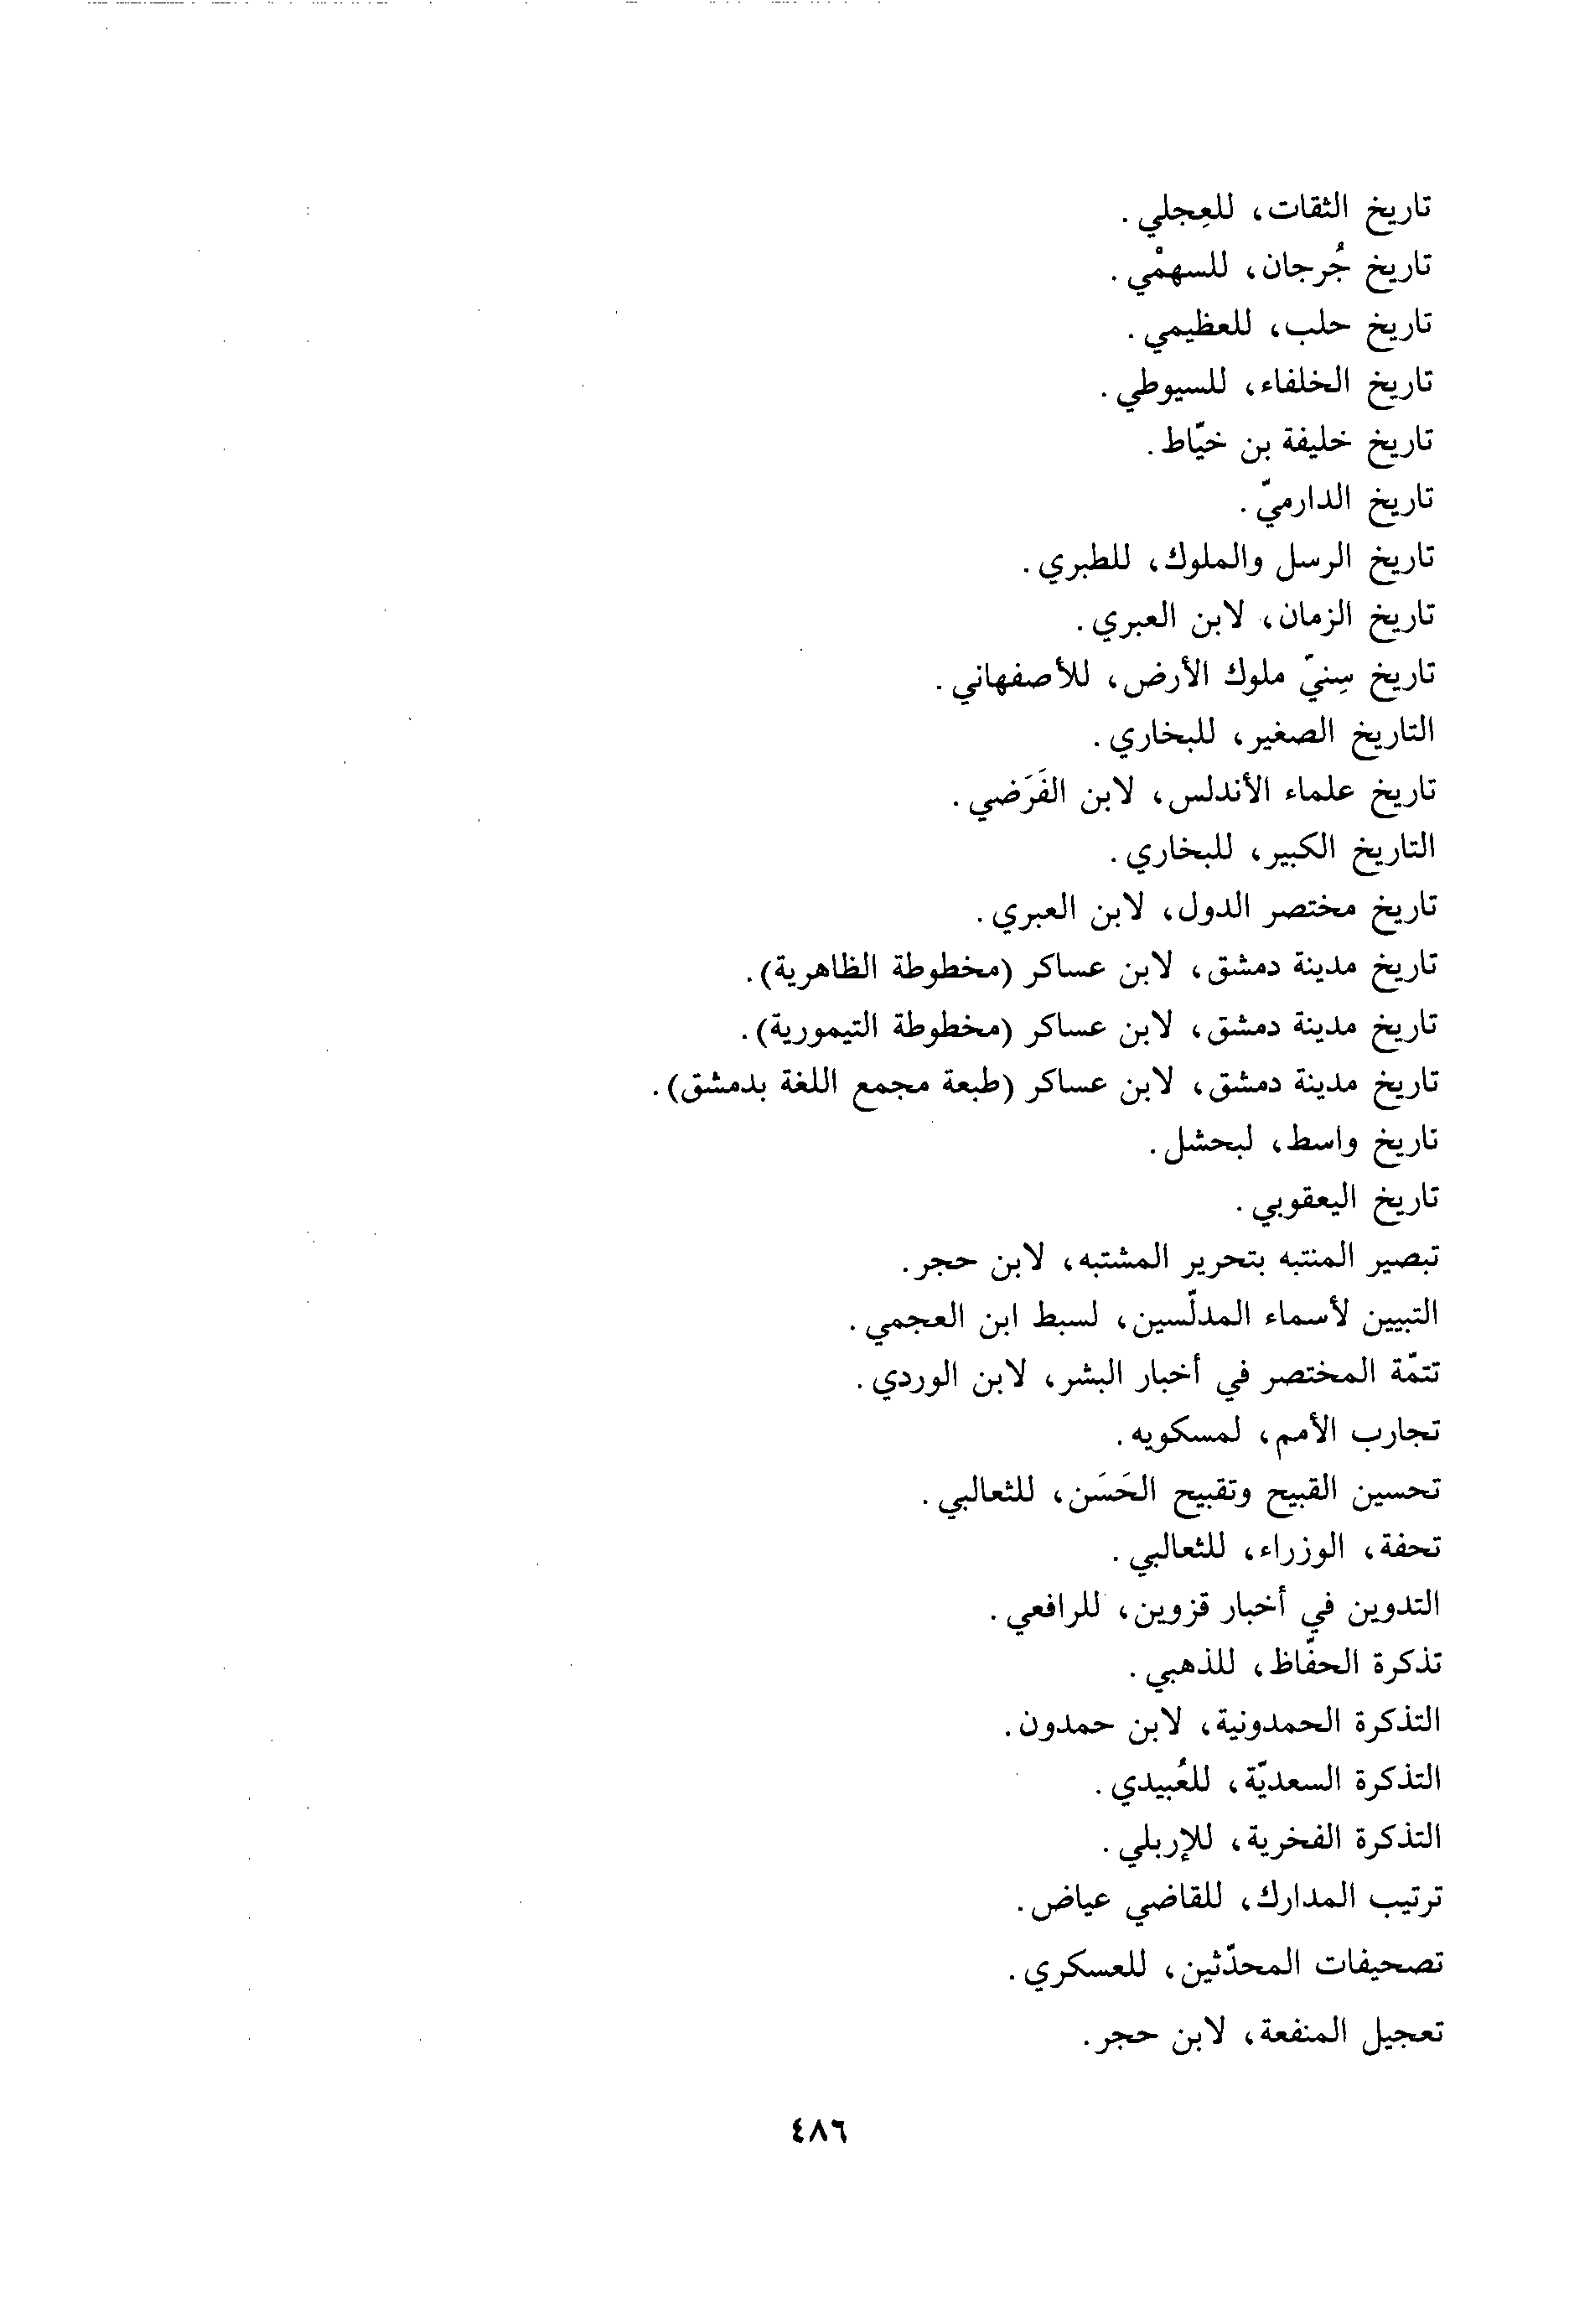 تاريخ الثقات، للعِجلي.
تاريخ جُرجان، للسهمْي.
تاريخ حلب، للعظيمي.
تاريخ الخلفاء، للسيوطي.
تاريخ خليفة بن خيّاط.
تاريخ الدارميّ.
تاريخ الرسل والملوك، للطبري.
تاريخ الزمان، لابن العبري.
تاريخ سِنيّ ملوك الأرض، للأصفهاني.
التاريخ الصغير، للبخاري.
تاريخ علماء الأندلس، لابن الفَرَضي.
التاريخ الكبير، للبخاري.
تاريخ مختصر الدول، لابن العبري.
تاريخ مدينة دمشق، لابن عساكر (مخطوطة الظاهرية).
تاريخ مدينة دمشق، لابن عساكر (مخطوطة التيمورية).
تاريخ مدينة دمشق، لابن عساكر (طبعة مجمع اللغة بدمشق).
تاريخ واسط، لبحشل.
تاريخ اليعقوبي.
تبصير المنتبه بتحرير المشتبه، لابن حجر.
التبيين لأسماء المدلّسين، لسبط ابن العجمي.
تتمّة المختصر في أخبار البشر، لابن الوردي.
تجارب الأمم، لمسكويه.
تحسين القبيح وتقبيح الحَسَن، للثعالبي.
تحفة، الوزراء، للثعالبي.
التدوين في أخبار قزوين، للرافعي.
تذكرة الحفّاظ، للذهبي.
التذكرة الحمدونية، لابن حمدون.
التذكرة السعديّة، للعُبيدي.
التذكرة الفخرية، للإربلي.
ترتيب المدارك، للقاضي عياض.
تصحيفات المحدّثين، للعسكري.
تعجيل المنفعة، لابن حجر.
٤٨٦